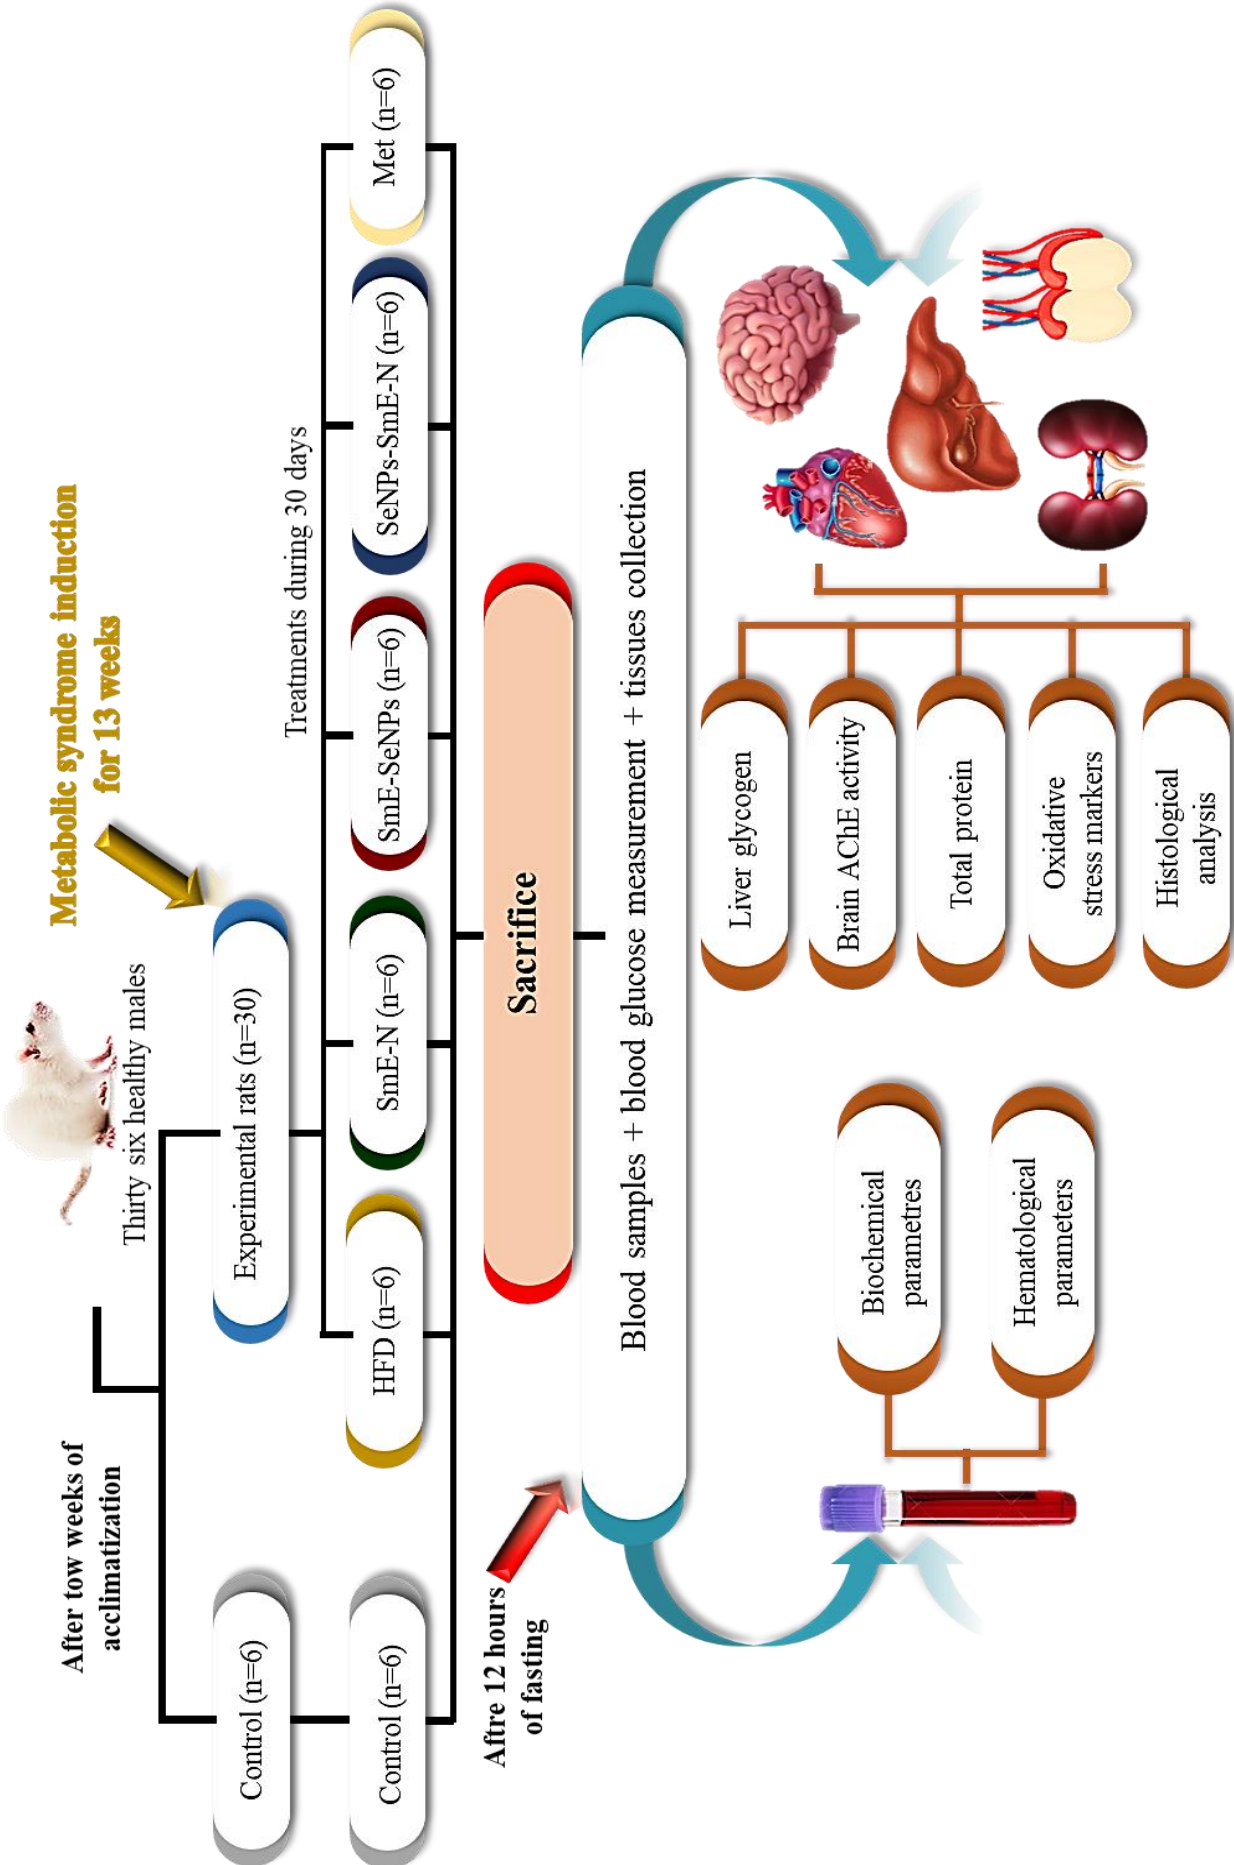 Thirty six healthy males
After tow weeks of
acclimatization
Metabolic syndrome induction
for 13 weeks
Control (n=6)
Experimental rats (n=30)
Treatments during 30 days
Control (n=6)
HFD (n=6)
SmE-N (n=6)
SmE-SeNPs (n=6)
SeNPs-SmE-N (n=6)
Met (n=6)
Aftre 12 hours
of fasting
Sacrifice
Blood samples + blood glucose measurement + tissues collection
Biochemical
parametres
Hematological
parameters
Liver glycogen
Brain AChE activity
Total protein
Oxidative
stress markers
Histological
analysis